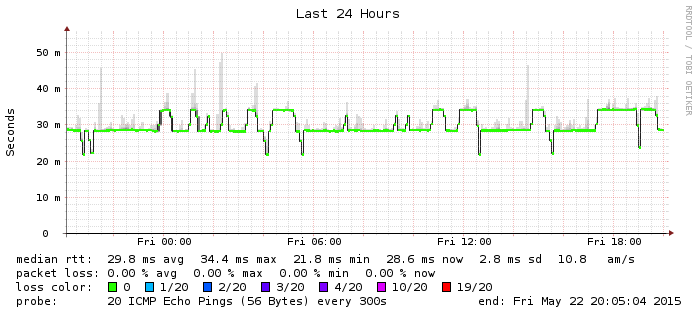 Last 24 Hours
RRDTOOL / TOBI OETIKER
Seconds
50 m
40 m
30 m
20 m
10 m
0
Fri 00:00 Fri 06:00 Fri 12:00 Fri 18:00
median rtt: 29.8 ms avg 34.4 ms max 21.8 ms min 28.6 ms now 2.8 ms sd 10.8 am/s
packet loss: 0.00 % avg 0.00 % max 0.00 % min 0.00 % now
loss color: 0 1/20 2/20 3/20 4/20 10/20 19/20
probe: 20 ICMP Echo Pings (56 Bytes) every 300s end: Fri May 22 20:05:04 2015